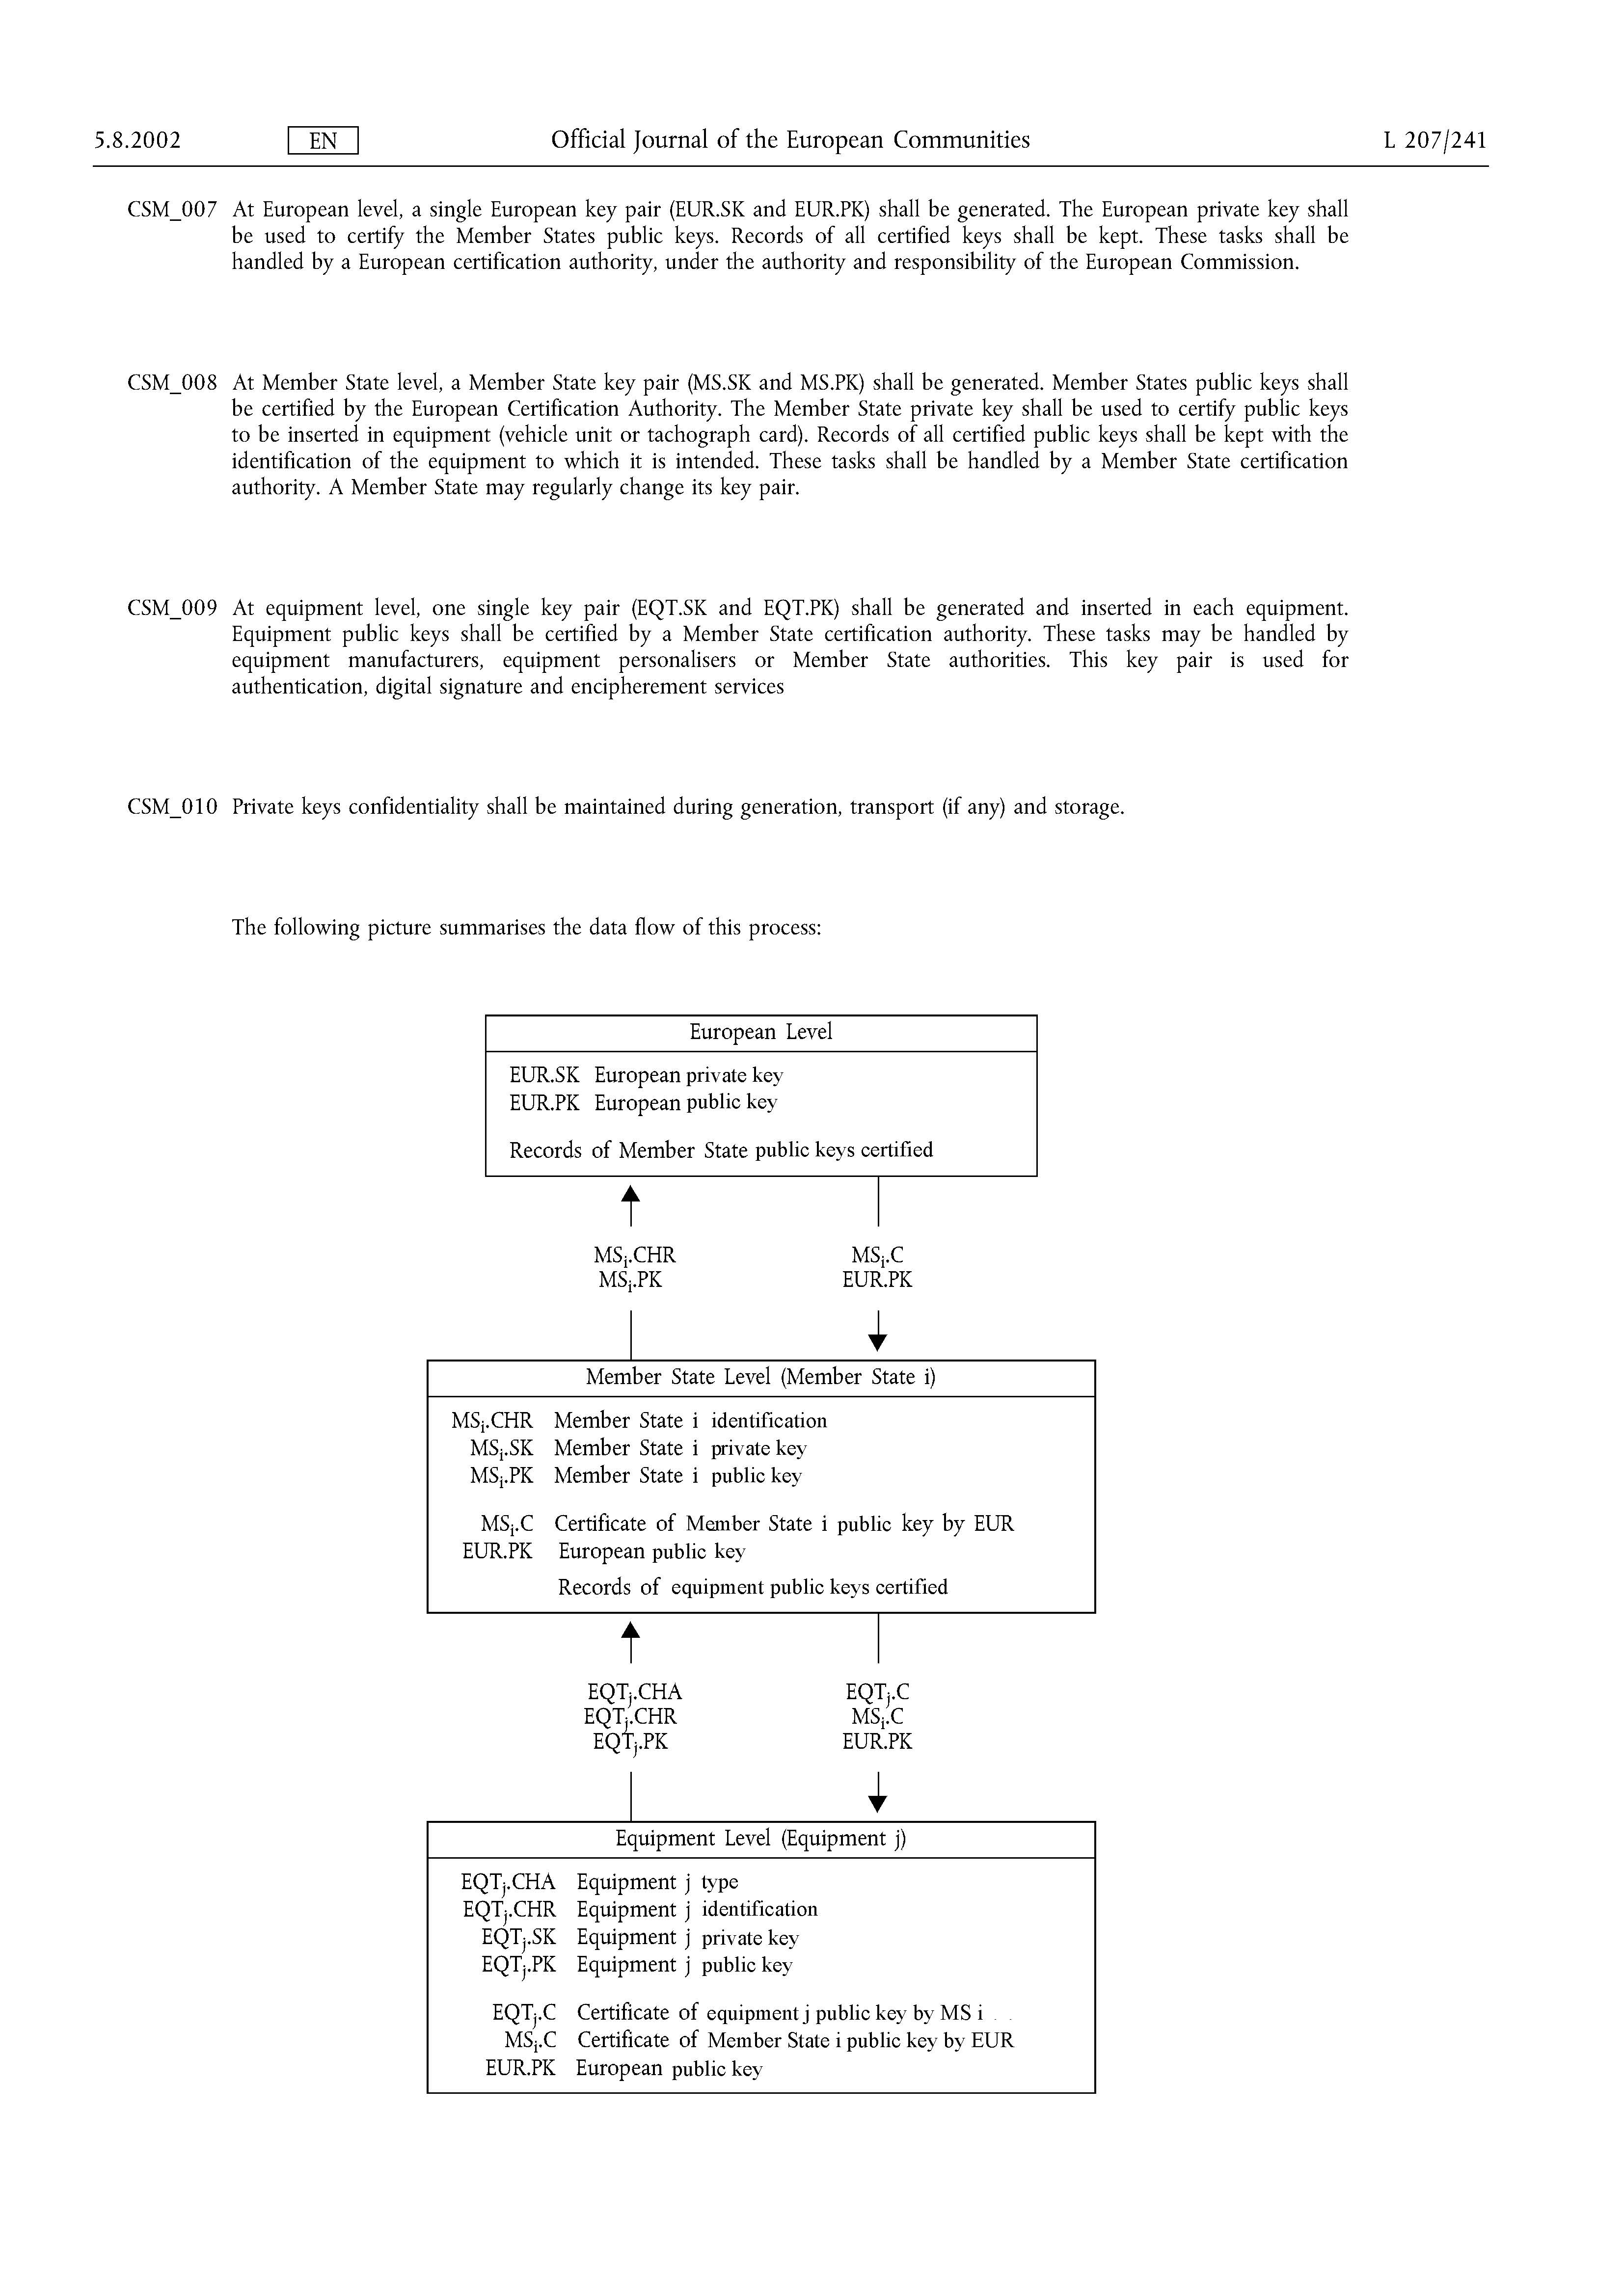 5.8.2002 EN Official Journal of the European Communities L 207/241
CSM_007 At European level, a single European key pair (EUR.SK and EUR.PK) shall be generated. The European private key shall
be used to certify the Member States public keys. Records of all certified keys shall be kept. These tasks shall be
handled by a European certification authority, under the authority and responsibility of the European Commission.
CSM_008 At Member State level, a Member State key pair (MS.SK and MS.PK) shall be generated. Member States public keys shall
be certified by the European Certification Authority. The Member State private key shall be used to certify public keys
to be inserted in equipment (vehicle unit or tachograph card). Records of all certified public keys shall be kept with the
identification of the equipment to which it is intended. These tasks shall be handled by a Member State certification
authority. A Member State may regularly change its key pair.
CSM_009 At equipment level, one single key pair (EQT.SK and EQT.PK) shall be generated and inserted in each equipment.
Equipment public keys shall be certified by a Member State certification authority. These tasks may be handled by
equipment manufacturers, equipment personalisers or Member State authorities. This key pair is used for
authentication, digital signature and encipherement services
CSM_010 Private keys confidentiality shall be maintained during generation, transport (if any) and storage.
The following picture summarises the data flow of this process:
European Level
EUR.SK European private key
EUR.PK European public key
Records of Member State public keys certified
MSi.CHR MSi.C
MSi.PK EUR.PK
Member State Level (Member State i)
MSi.CHR Member State i identification
MSi.SK Member State i private key
MSi.PK Member State i public key
MSi.C Certificate of Member State i public key by EUR
EUR.PK European public key
Records of equipment public keys certified
EQTj.CHA EQTj.C
EQTj.CHR MSi.C
EQTj.PK EUR.PK
Equipment Level (Equipment j)
EQTj.CHA Equipment j type
EQTj.CHR Equipment j identification
EQTj.SK Equipment j private key
EQTj.PK Equipment j public key
EQTj.C Certificate of equipment j public key by MS i
MSi.C Certificate of Member State i public key by EUR
EUR.PK European public key